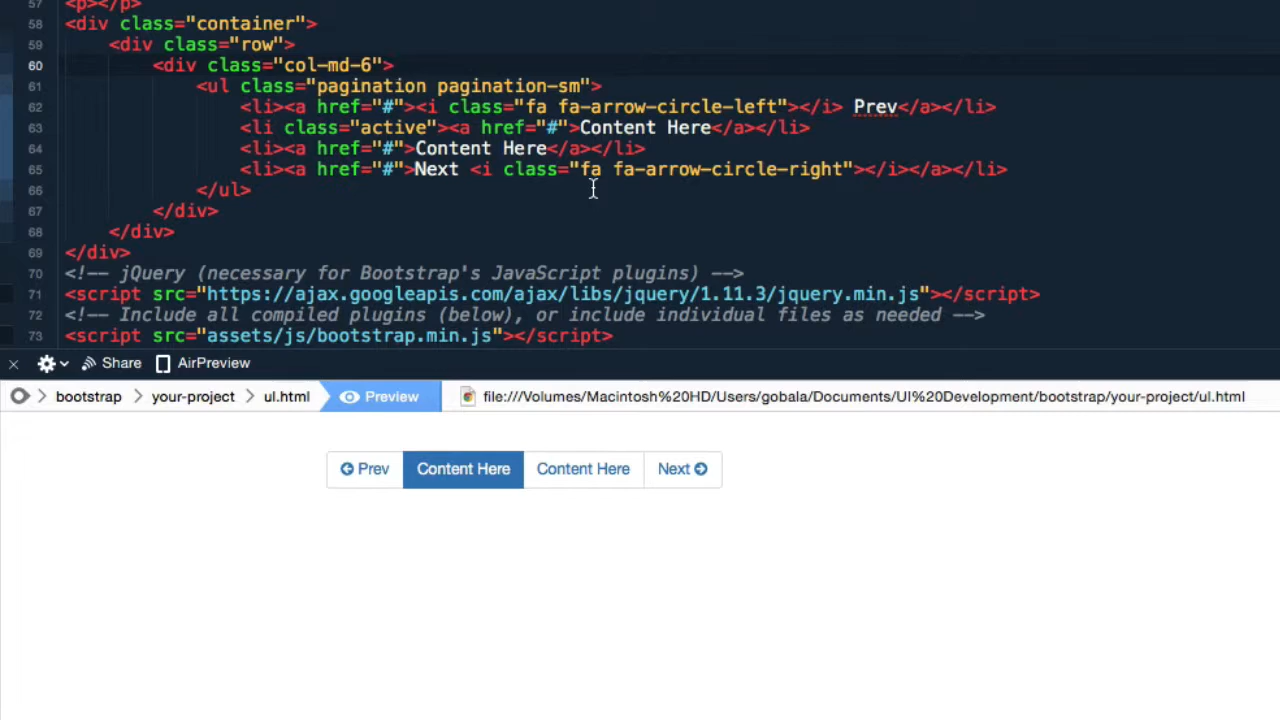 57 <p></p>
58 <div class="container">
59 <div class="row">
60 <div class="col-md-6">
61 <ul class="pagination pagination-sm">
62 <li><a href="#"><i class="fa fa-arrow-circle-left"></i> Prev</a></li>
63 <li class="active"><a href="#">Content Here</a></li>
64 <li><a href="#">Content Here</a></li>
65 <li><a href="#">Next <i class="fa fa-arrow-circle-right"></i></a></li>
66 </ul>
67 </div>
68 </div>
69 </div>
70 <!-- jQuery (necessary for Bootstrap's JavaScript plugins) -->
71 <script src="https://ajax.googleapis.com/ajax/libs/jquery/1.11.3/jquery.min.js"></script>
72 <!-- Include all compiled plugins (below), or include individual files as needed -->
73 <script src="assets/js/bootstrap.min.js"></script>
Share AirPreview
bootstrap your-project ul.html Preview file:///Volumes/Macintosh%20HD/Users/gobala/Documents/UI%20Development/bootstrap/your-project/ul.html
Prev Content Here Content Here Next